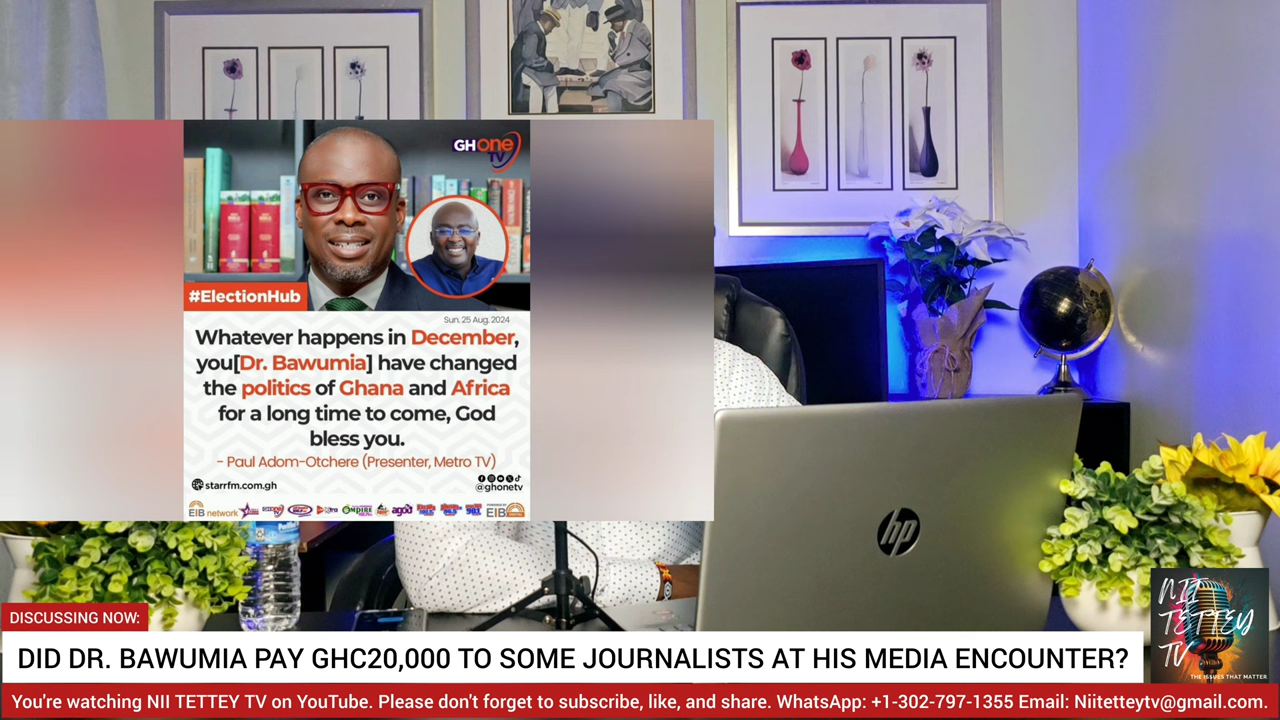 GHOne
TV
#ElectionHub
Sun, 25 Aug, 2024
Whatever happens in December,
you[Dr. Bawumia] have changed
the politics of Ghana and Africa
for a long time to come, God
bless you.
- Paul Adom-Otchere (Presenter, Metro TV)
starrfm.com.gh
@ghonetv
EIB network
EIB
hp
DISCUSSING NOW:
DID DR. BAWUMIA PAY GHC20,000 TO SOME JOURNALISTS AT HIS MEDIA ENCOUNTER?
NII
TETTEY
TV
THE ISSUES THAT MATTER
You're watching NII TETTEY TV on YouTube. Please don't forget to subscribe, like, and share. WhatsApp: +1-302-797-1355 Email: Niitetteytv@gmail.com.